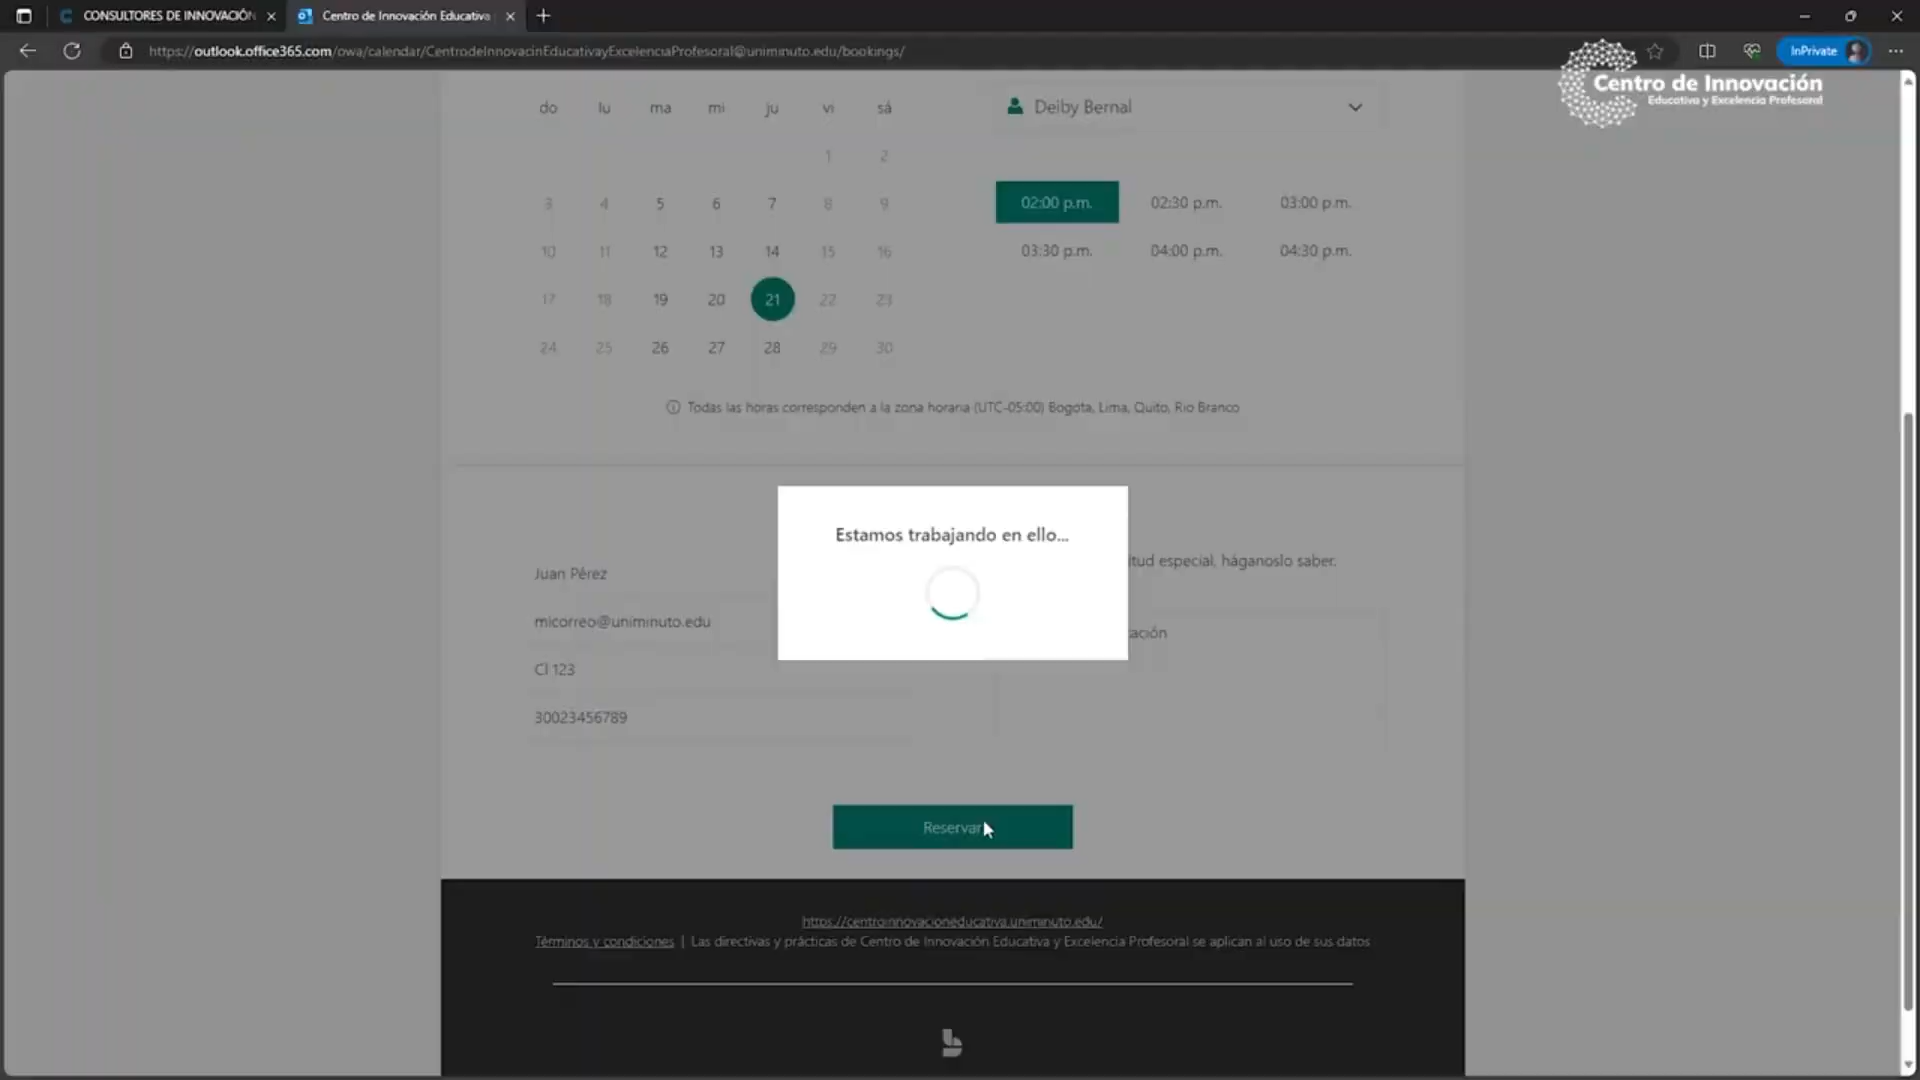 CONSULTORES DE INNOVACIÓN
Centro de Innovación Educativa
https://outlook.office365.com/owa/calendar/CentrodeInnovacinEducativayExcelenciaProfesoral@uniminuto.edu/bookings/
InPrivate
Centro de Innovación
Educativa y Excelencia Profesoral
do lu ma mi ju vi sá
1 2
3 4 5 6 7 8 9
10 11 12 13 14 15 16
17 18 19 20 21 22 23
24 25 26 27 28 29 30
Deiby Bernal
02:00 p.m. 02:30 p.m. 03:00 p.m.
03:30 p.m. 04:00 p.m. 04:30 p.m.
Todas las horas corresponden a la zona horaria (UTC-05:00) Bogota, Lima, Quito, Rio Branco
Estamos trabajando en ello...
itud especial, háganoslo saber.
ación
Juan Pérez
micorreo@uniminuto.edu
Cl 123
30023456789
Reservar
https://centroinnovacioneducativa.uniminuto.edu/
Términos y condiciones | Las directivas y prácticas de Centro de Innovación Educativa y Excelencia Profesoral se aplican al uso de sus datos